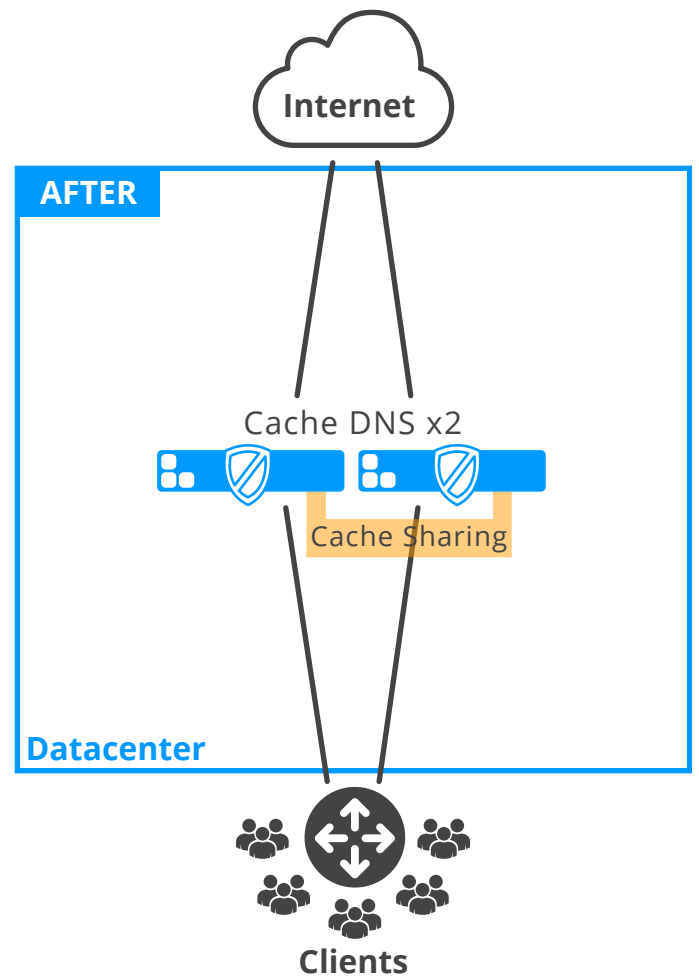 Internet
AFTER
Cache DNS x2
Cache Sharing
Datacenter
Clients